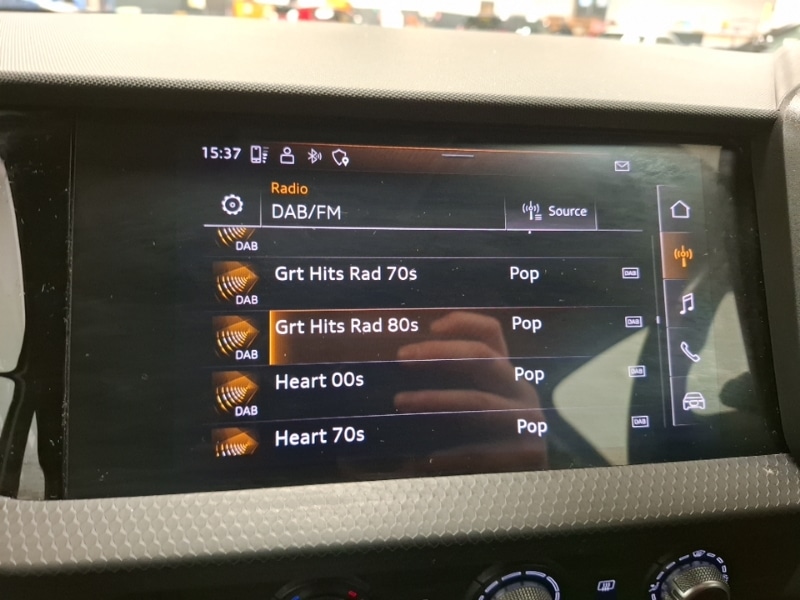 15:37
Radio
DAB/FM Source
DAB
Grt Hits Rad 70s Pop DAB
DAB
Grt Hits Rad 80s Pop DAB
DAB
Heart 00s Pop DAB
DAB
Heart 70s Pop DAB